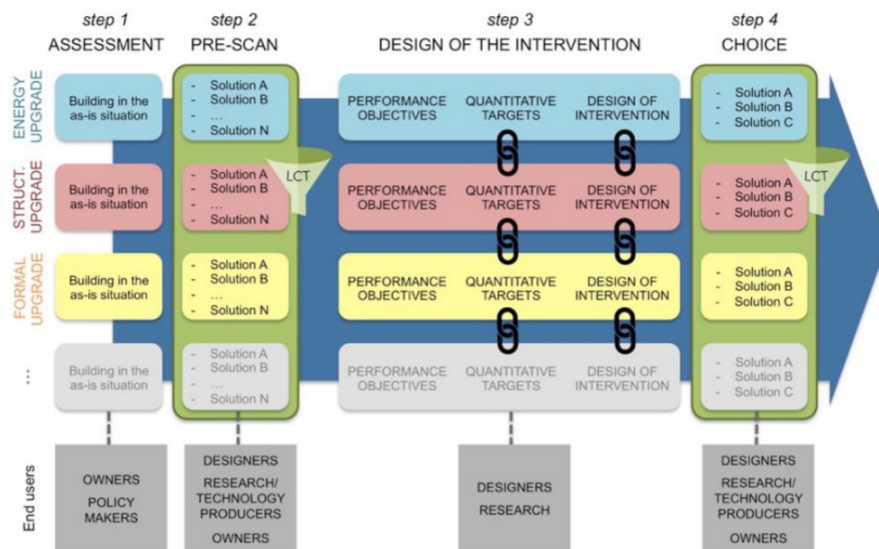 step 1
step 2
step 3
step 4
ASSESSMENT
PRE-SCAN
DESIGN OF THE INTERVENTION
CHOICE
ENERGY
UPGRADE
Building in the
as-is situation
- Solution A
- Solution B
- ...
- Solution N
PERFORMANCE
OBJECTIVES
QUANTITATIVE
TARGETS
DESIGN OF
INTERVENTION
- Solution A
- Solution B
- Solution C
STRUCT.
UPGRADE
Building in the
as-is situation
- Solution A
- Solution B
- ...
- Solution N
LCT
PERFORMANCE
OBJECTIVES
QUANTITATIVE
TARGETS
DESIGN OF
INTERVENTION
- Solution A
- Solution B
- Solution C
LCT
FORMAL
UPGRADE
Building in the
as-is situation
- Solution A
- Solution B
- ...
- Solution N
PERFORMANCE
OBJECTIVES
QUANTITATIVE
TARGETS
DESIGN OF
INTERVENTION
- Solution A
- Solution B
- Solution C
...
Building in the
as-is situation
- Solution A
- Solution B
- ...
- Solution N
PERFORMANCE
OBJECTIVES
QUANTITATIVE
TARGETS
DESIGN OF
INTERVENTION
- Solution A
- Solution B
- Solution C
End users
OWNERS
POLICY
MAKERS
DESIGNERS
RESEARCH/
TECHNOLOGY
PRODUCERS
OWNERS
DESIGNERS
RESEARCH
DESIGNERS
RESEARCH/
TECHNOLOGY
PRODUCERS
OWNERS